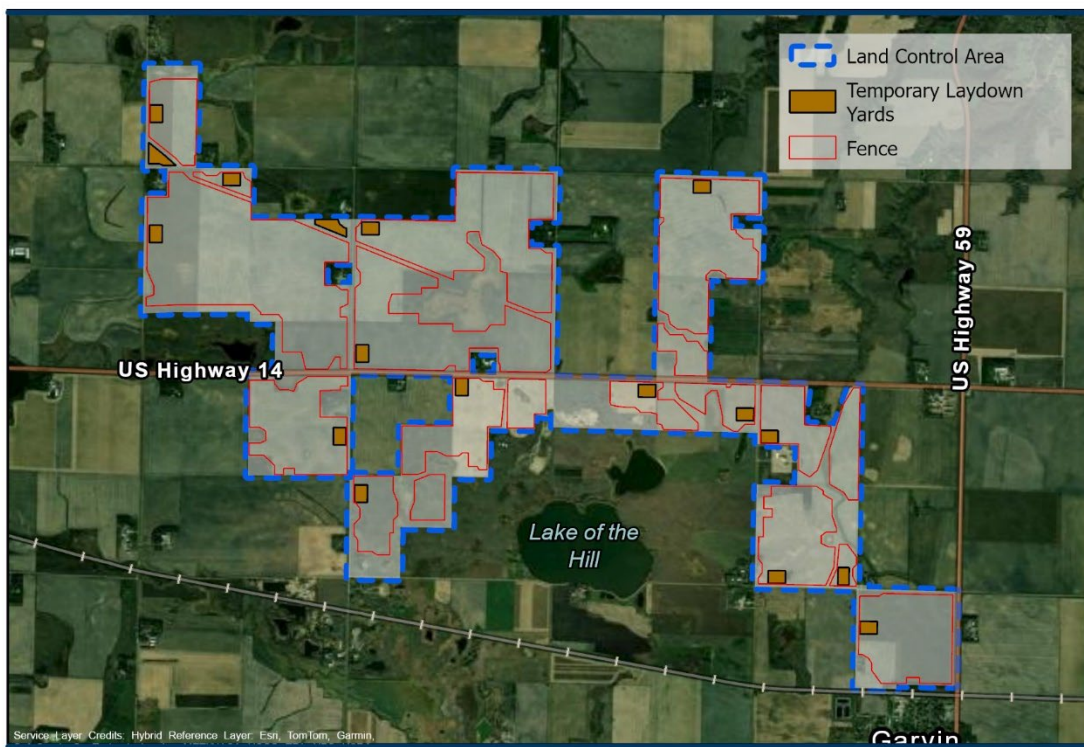 Land Control Area
Temporary Laydown
Yards
Fence
US Highway 59
US Highway 14
Lake of the
Hill
Garvin
Service Layer Credits: Hybrid Reference Layer: Esri, TomTom, Garmin,